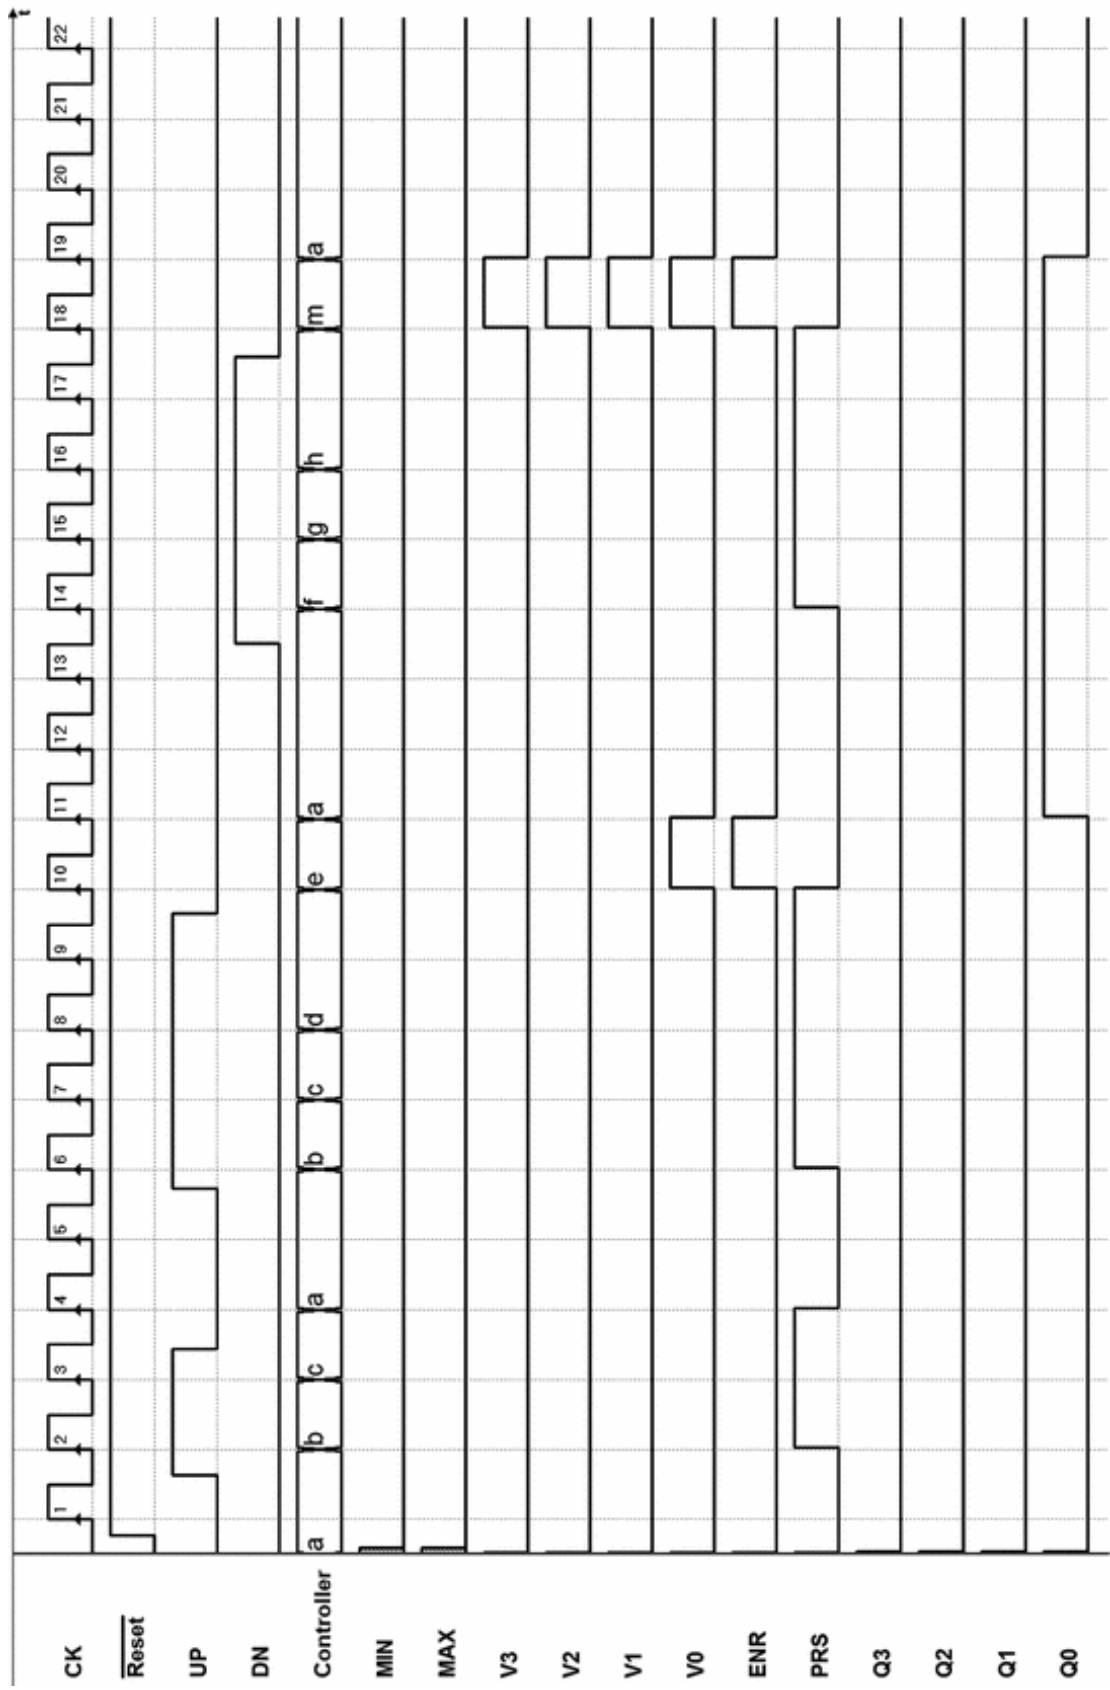 t
CK 1 2 3 4 5 6 7 8 9 10 11 12 13 14 15 16 17 18 19 20 21 22
Reset
UP
DN
Controller a b c a b c d e a f g h m a
MIN
MAX
V3
V2
V1
V0
ENR
PRS
Q3
Q2
Q1
Q0